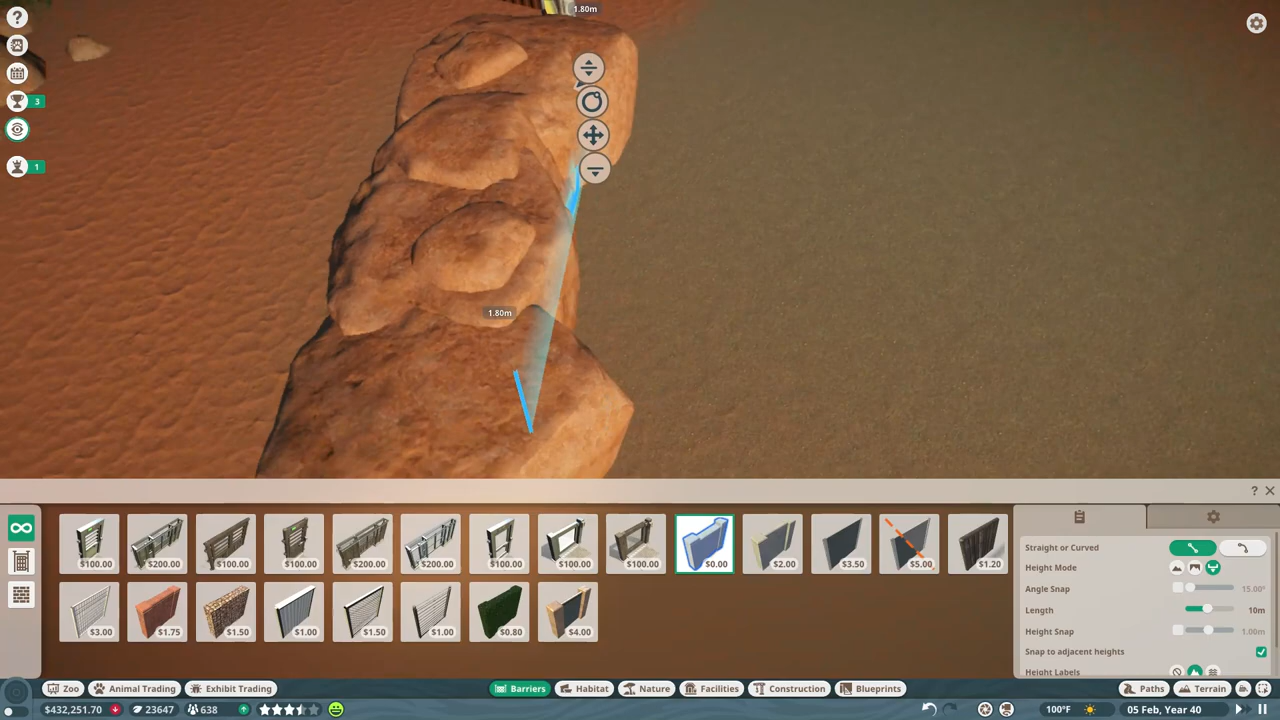 1.80m
3
1
1.80m
$100.00 $200.00 $100.00 $100.00 $200.00 $200.00 $100.00 $100.00 $100.00 $0.00 $2.00 $3.50 $5.00 $1.20
$3.00 $1.75 $1.50 $1.00 $1.50 $1.00 $0.80 $4.00
Straight or Curved
Height Mode
Angle Snap 15.00°
Length 10m
Height Snap 1.00m
Snap to adjacent heights
Height Labels
Zoo Animal Trading Exhibit Trading Barriers Habitat Nature Facilities Construction Blueprints Paths Terrain
$432,251.70 23647 638 100°F 05 Feb, Year 40